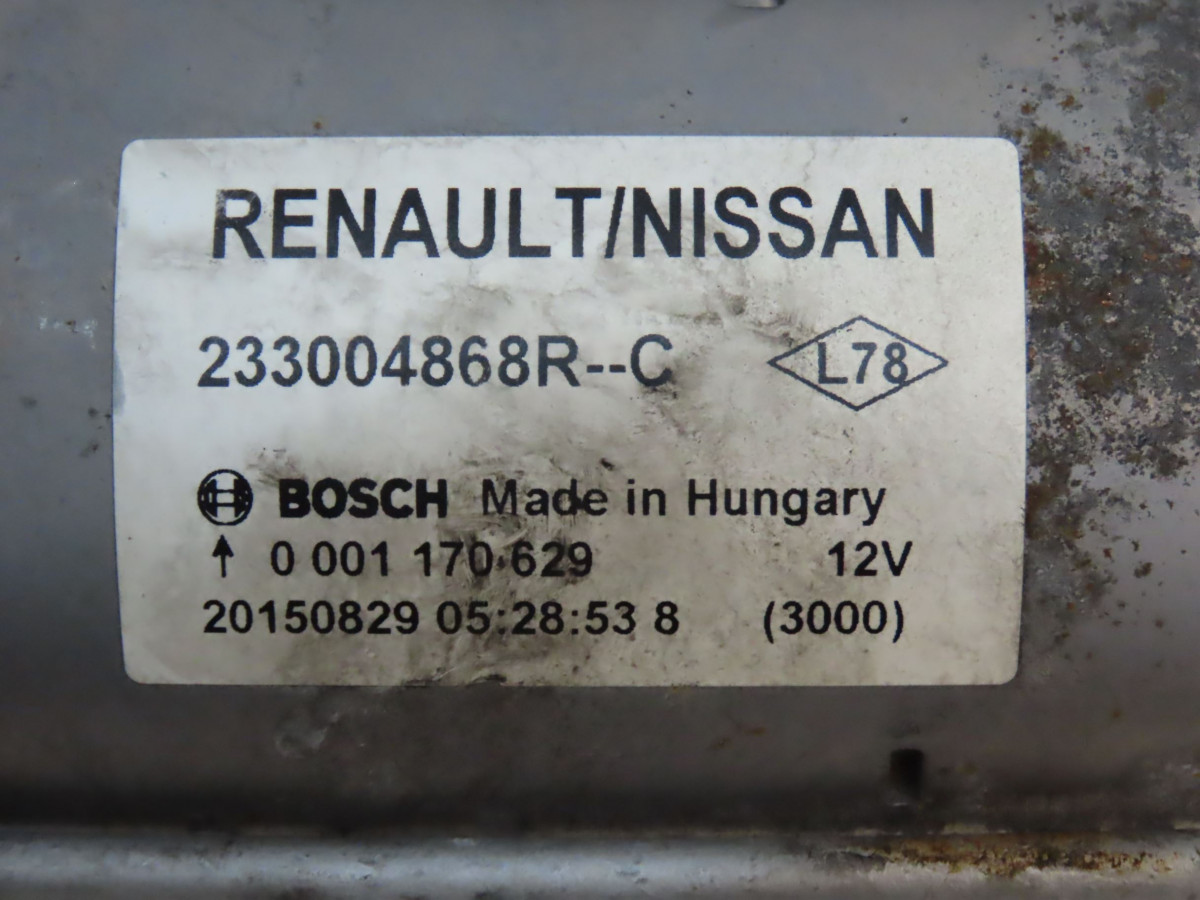 RENAULT/NISSAN
233004868R--C L78
BOSCH Made in Hungary
0 001 170 629 12V
20150829 05:28:53 8 (3000)